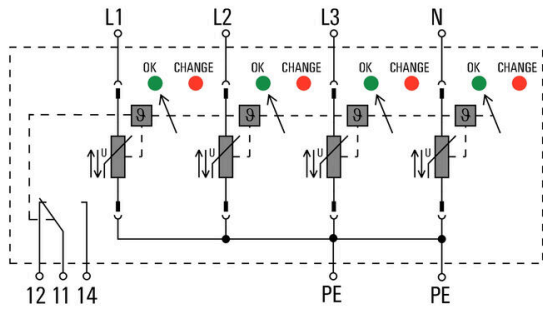 L1 L2 L3 N
OK CHANGE OK CHANGE OK CHANGE OK CHANGE
ϑ ϑ ϑ ϑ
U U U U
12 11 14 PE PE